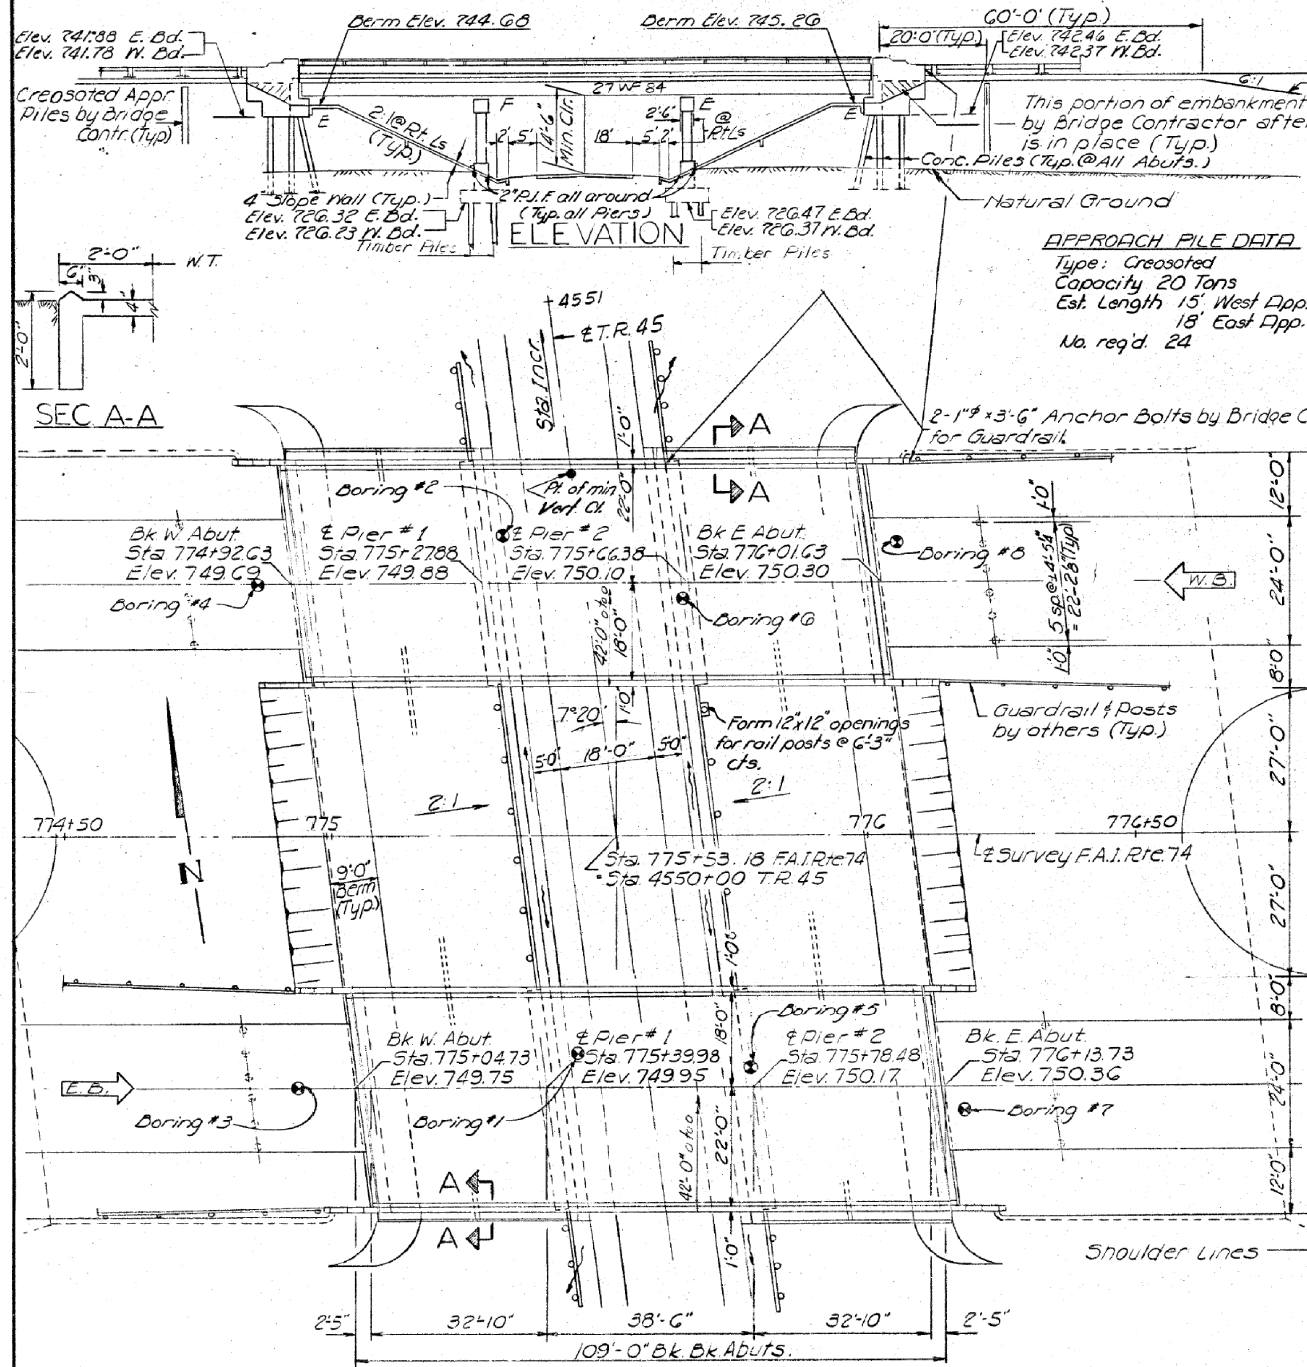 Berm Elev. 744.68
Berm Elev. 745.26
60'-0" (Typ.)
20'-0" (Typ.)
Elev. 741.88 E. Bd.
Elev. 741.78 W. Bd.
Elev. 742.46 E. Bd.
Elev. 742.37 W. Bd.
27 WF 84
6:1
Creosoted Appr.
Piles by Bridge
Contr. (Typ)
E
F
E
E
2:1 @ Rt. Ls
(Typ.)
2' 5'
14'-6"
Min. Clr.
18'
5' 2'
2'-6" @
Rt. Ls
This portion of embankment
by Bridge Contractor after
is in place (Typ.)
Conc. Piles (Typ. @ All Abuts.)
Natural Ground
4" Slope Wall (Typ.)
Elev. 726.32 E. Bd.
Elev. 726.23 W. Bd.
Timber Piles
2" P.J.F. all around
(Typ. all Piers)
ELEVATION
Elev. 726.47 E. Bd.
Elev. 726.37 W. Bd.
Timber Piles
APPROACH PILE DATA
Type: Creosoted
Capacity 20 Tons
Est. Length 15' West App.
18' East App.
No. req'd. 24
2'-0"
W.T.
6"
3"
4"
2'-0"
SEC. A-A
4551
℄ T.R. 45
Sta. Incr.
1'-0"
A
A
2-1"ϕ x 3'-6" Anchor Bolts by Bridge C
for Guardrail
Boring #2
Pt. of min.
Vert. Cl.
22'-0"
Bk W. Abut.
Sta. 774+92.63
Elev. 749.69
℄ Pier #1
Sta. 775+27.88
Elev. 749.88
℄ Pier #2
Sta. 775+66.38
Elev. 750.10
Bk E Abut.
Sta. 776+01.63
Elev. 750.30
Boring #8
Boring #4
Boring #6
42'-0" o to o
18'-0"
1'-0"
1'-0"
5 sp. @ 4'-5¾"
= 22'-2⅞" (Typ)
1'-0"
W.B.
12'-0"
24'-0"
8'-0"
27'-0"
27'-0"
8'-0"
24'-0"
12'-0"
7°20'
5'-0" 18'-0" 5'-0"
Form 12"x12" openings
for rail posts @ 6'-3"
cts.
Guardrail & Posts
by others (Typ.)
2:1
2:1
774+50
775
776
776+50
℄ Survey F.A.I. Rte. 74
Sta. 775+53.18 F.A.I. Rte 74
Sta. 4550+00 T.R. 45
9'-0"
Berm
(Typ.)
N
1'-0"
18'-0"
Boring #5
Bk. W. Abut.
Sta. 775+04.73
Elev. 749.75
℄ Pier #1
Sta. 775+39.98
Elev. 749.95
℄ Pier #2
Sta. 775+78.48
Elev. 750.17
Bk. E. Abut.
Sta. 776+13.73
Elev. 750.36
E.B.
Boring #3
Boring #1
Boring #7
42'-0" o to o
22'-0"
A
A
1'-0"
Shoulder Lines
2'-5"
32'-10"
38'-6"
32'-10"
2'-5"
109'-0" Bk. Bk. Abuts.